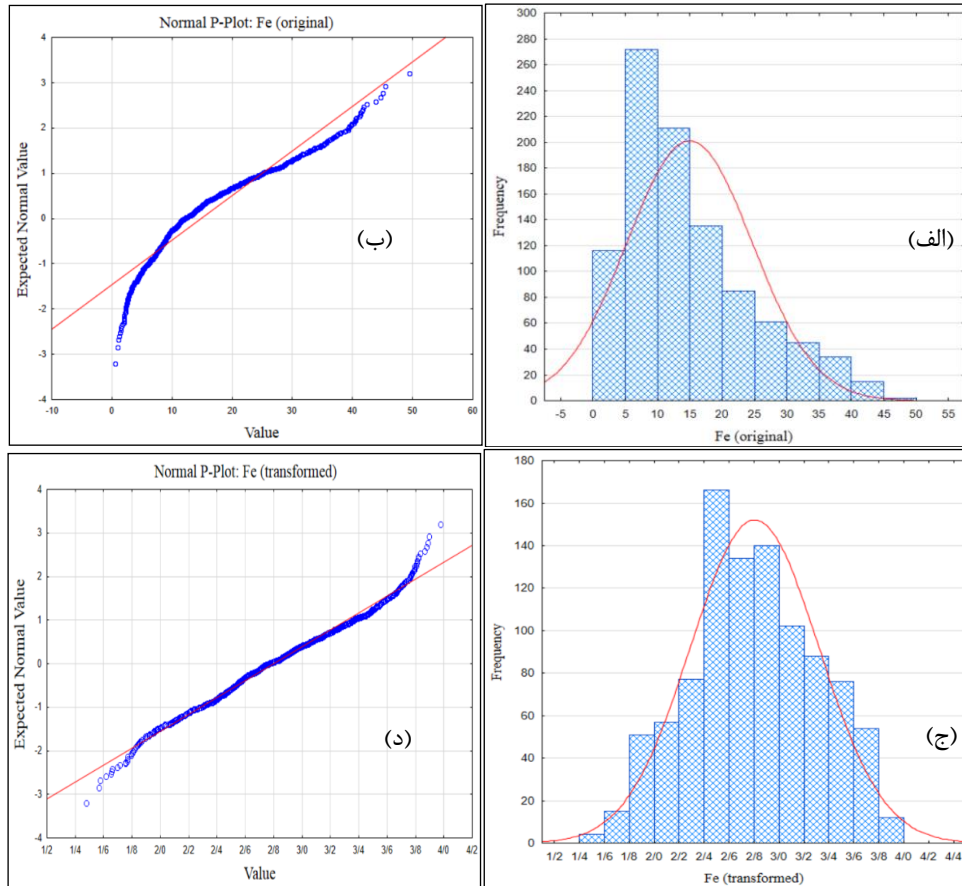 Normal P-Plot: Fe (original)
Expected Normal Value
4
3
2
1
0
-1
-2
-3
-4
(ب)
-10 0 10 20 30 40 50 60
Value
Frequency
300
280
260
240
220
200
180
160
140
120
100
80
60
40
20
0
(الف)
-5 0 5 10 15 20 25 30 35 40 45 50 55
Fe (original)
Normal P-Plot: Fe (transformed)
Expected Normal Value
4
3
2
1
0
-1
-2
-3
-4
(د)
1/2 1/4 1/6 1/8 2/0 2/2 2/4 2/6 2/8 3/0 3/2 3/4 3/6 3/8 4/0 4/2
Value
Frequency
180
160
140
120
100
80
60
40
20
0
(ج)
1/2 1/4 1/6 1/8 2/0 2/2 2/4 2/6 2/8 3/0 3/2 3/4 3/6 3/8 4/0 4/2 4/4
Fe (transformed)